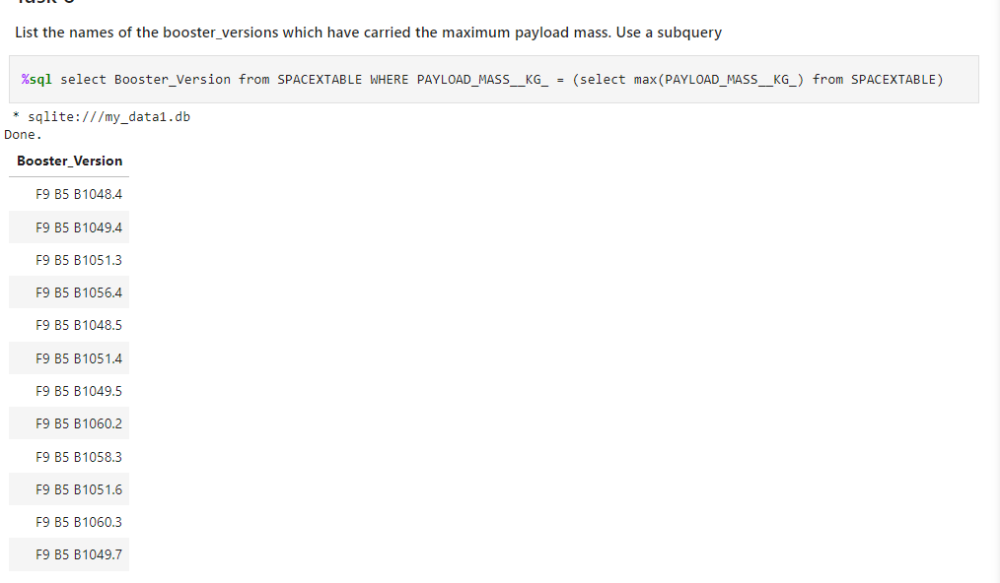 List the names of the booster_versions which have carried the maximum payload mass. Use a subquery
%sql select Booster_Version from SPACEXTABLE WHERE PAYLOAD_MASS__KG_ = (select max(PAYLOAD_MASS__KG_) from SPACEXTABLE)
* sqlite:///my_data1.db
Done.
Booster_Version
F9 B5 B1048.4
F9 B5 B1049.4
F9 B5 B1051.3
F9 B5 B1056.4
F9 B5 B1048.5
F9 B5 B1051.4
F9 B5 B1049.5
F9 B5 B1060.2
F9 B5 B1058.3
F9 B5 B1051.6
F9 B5 B1060.3
F9 B5 B1049.7